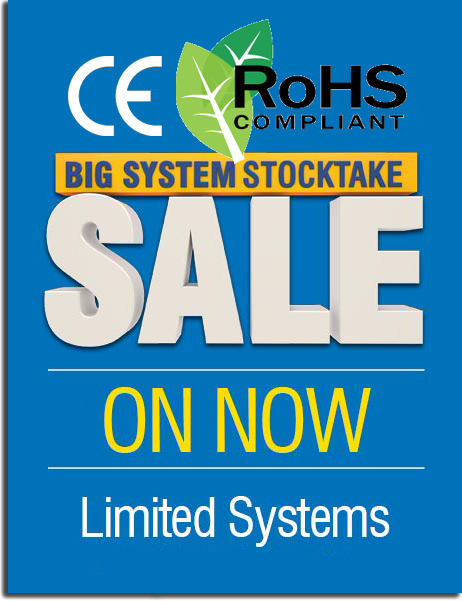 CE RoHS
COMPLIANT
BIG SYSTEM STOCKTAKE
SALE
ON NOW
Limited Systems